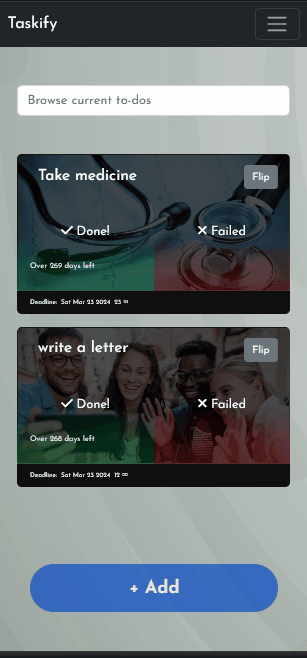 Taskify
Browse current to-dos
Take medicine
Flip
Done!
Failed
Over 269 days left
Deadline: Sat Mar 23 2024 23 00
write a letter
Flip
Done!
Failed
Over 268 days left
Deadline: Sat Mar 23 2024 12 00
+ Add